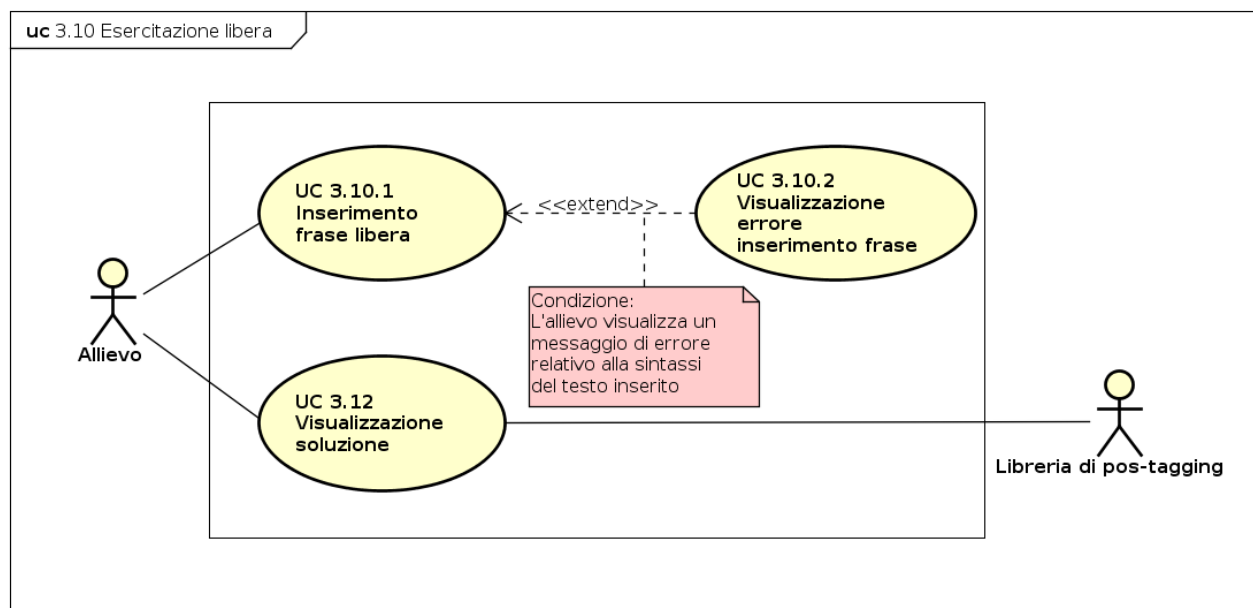 uc 3.10 Esercitazione libera
UC 3.10.1
Inserimento
frase libera
<<extend>>
UC 3.10.2
Visualizzazione
errore
inserimento frase
Condizione:
L'allievo visualizza un
messaggio di errore
relativo alla sintassi
del testo inserito
Allievo
UC 3.12
Visualizzazione
soluzione
Libreria di pos-tagging